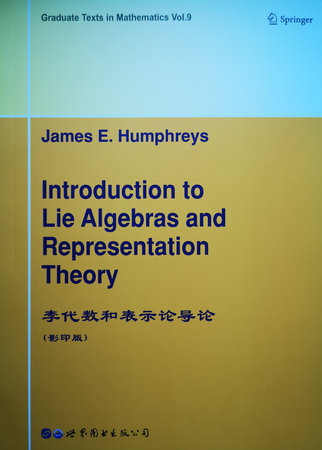 Graduate Texts in Mathematics Vol.9
Springer
James E. Humphreys
Introduction to
Lie Algebras and
Representation
Theory
李代数和表示论导论
(影印版)
世界图书出版公司